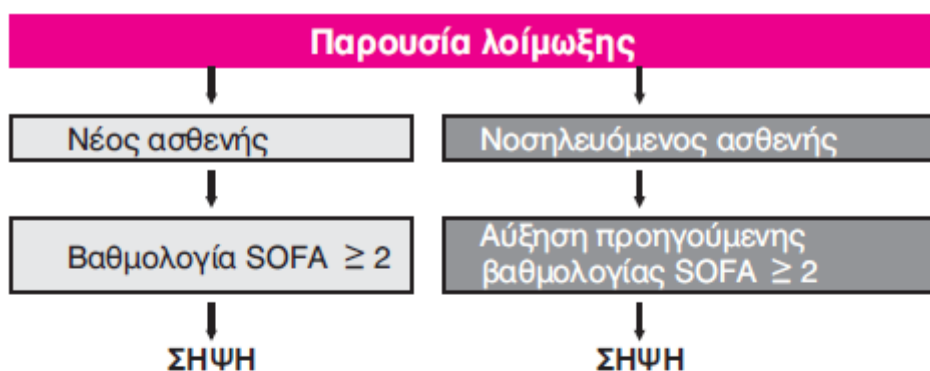 Παρουσία λοίμωξης
Νέος ασθενής
Βαθμολογία SOFA ≥ 2
ΣΗΨΗ
Νοσηλευόμενος ασθενής
Αύξηση προηγούμενης
βαθμολογίας SOFA ≥ 2
ΣΗΨΗ